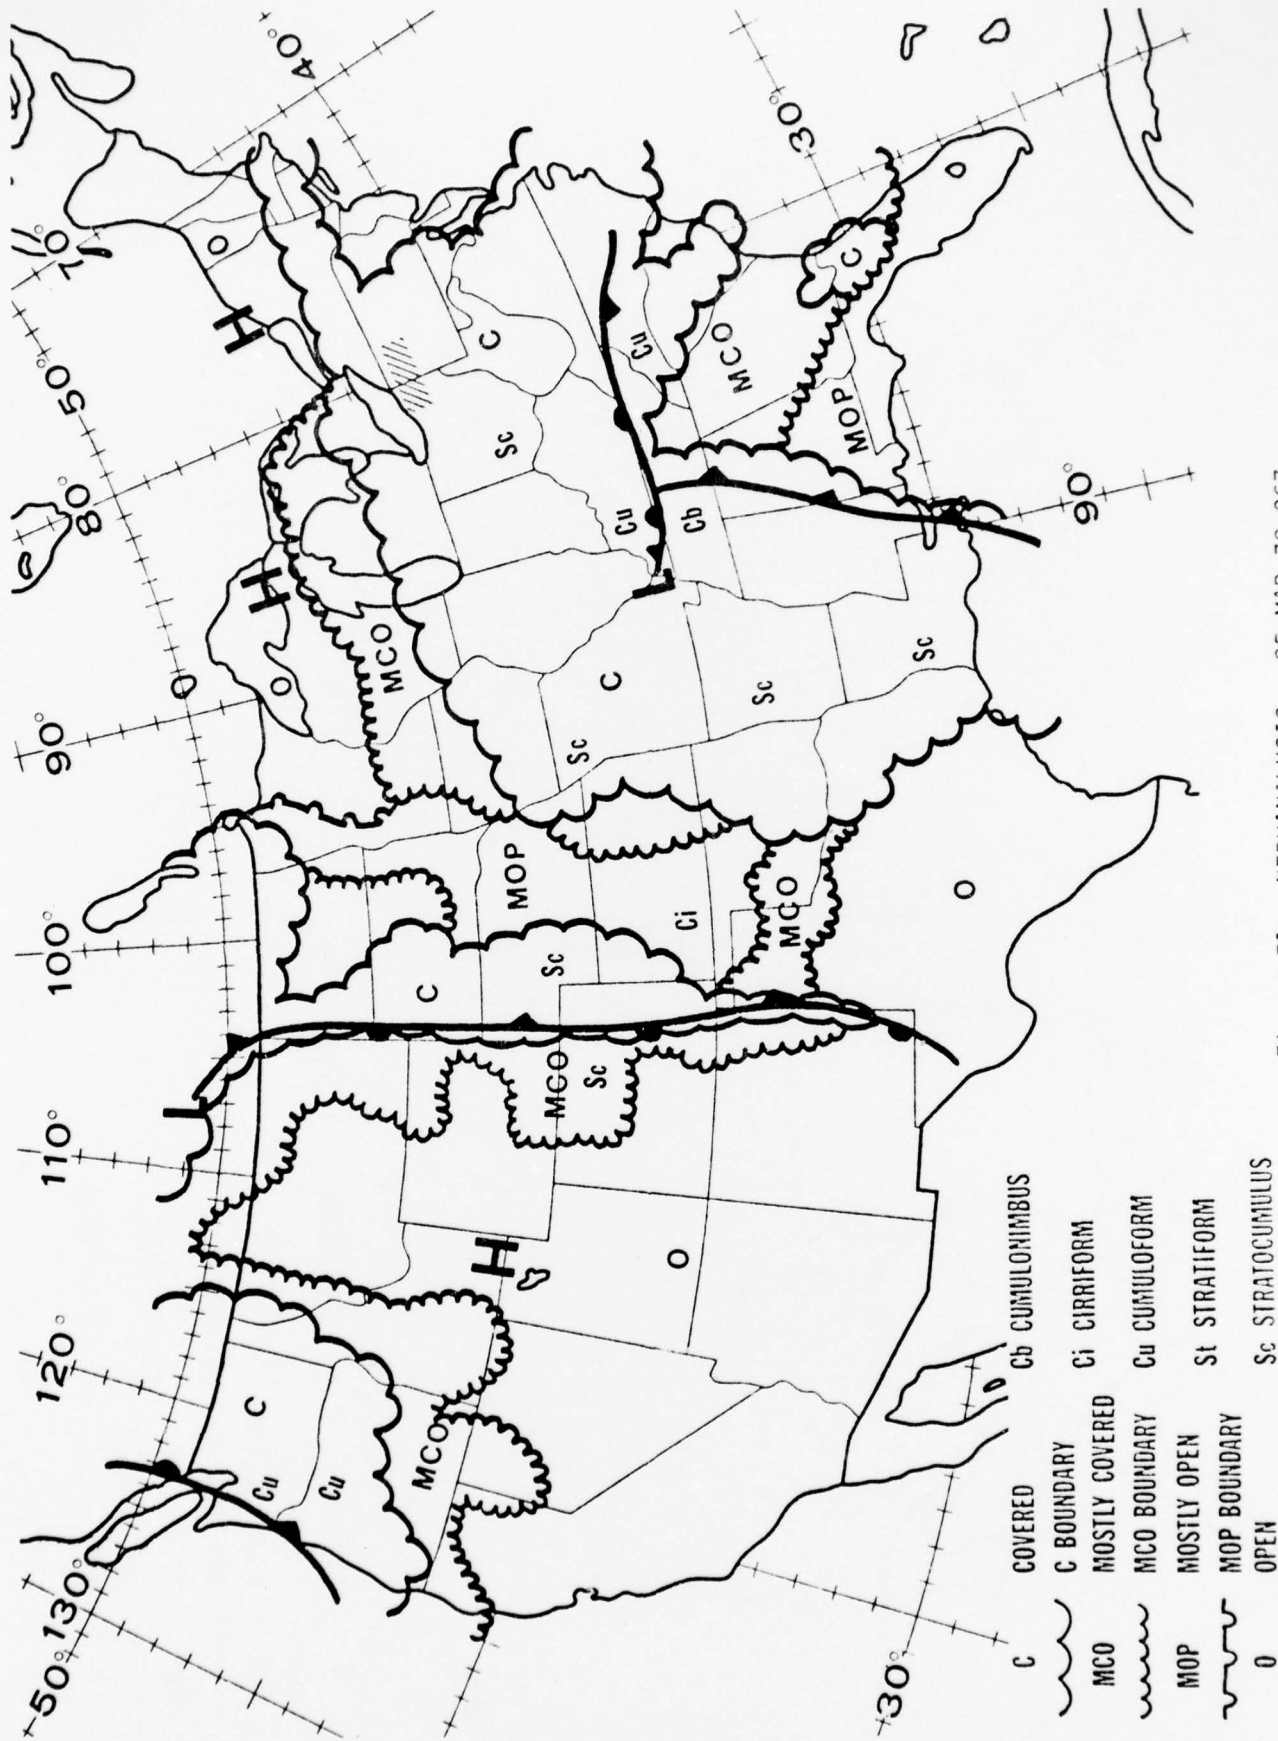 50°
130°
120°
110°
100°
90°
80°
50°
70°
40°
L
H
H
O
O
O
C
Cu
Cu
MCO
H
C
MCO
Sc
Sc
MOP
MCO
Sc
C
Sc
C
Cu
Cb
Cu
Ci
MCO
Sc
L
MCO
C
O
O
Sc
MOP
O
30°
30°
90°
C COVERED Cb CUMULONIMBUS
C BOUNDARY Ci CIRRIFORM
MCO MOSTLY COVERED
MCO BOUNDARY Cu CUMULOFORM
MOP MOSTLY OPEN St STRATIFORM
MOP BOUNDARY
O OPEN Sc STRATOCUMULUS